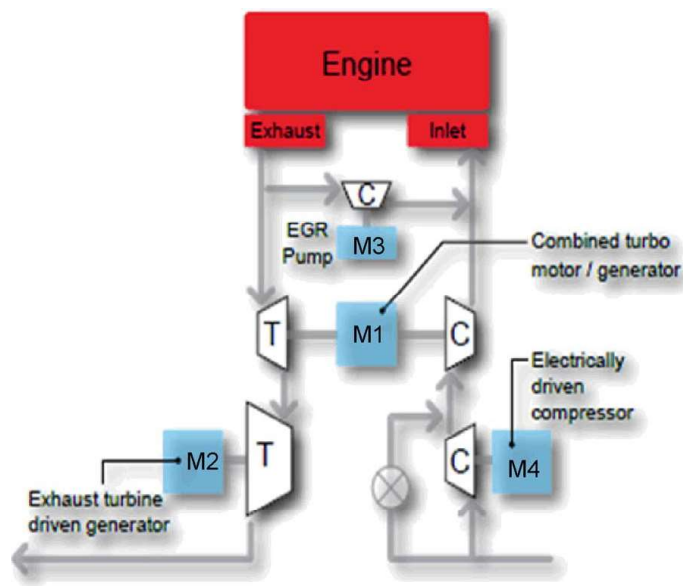 Engine
Exhaust
Inlet
C
EGR
Pump
M3
Combined turbo
motor / generator
T
M1
C
Electrically
driven
compressor
M2
T
C
M4
Exhaust turbine
driven generator